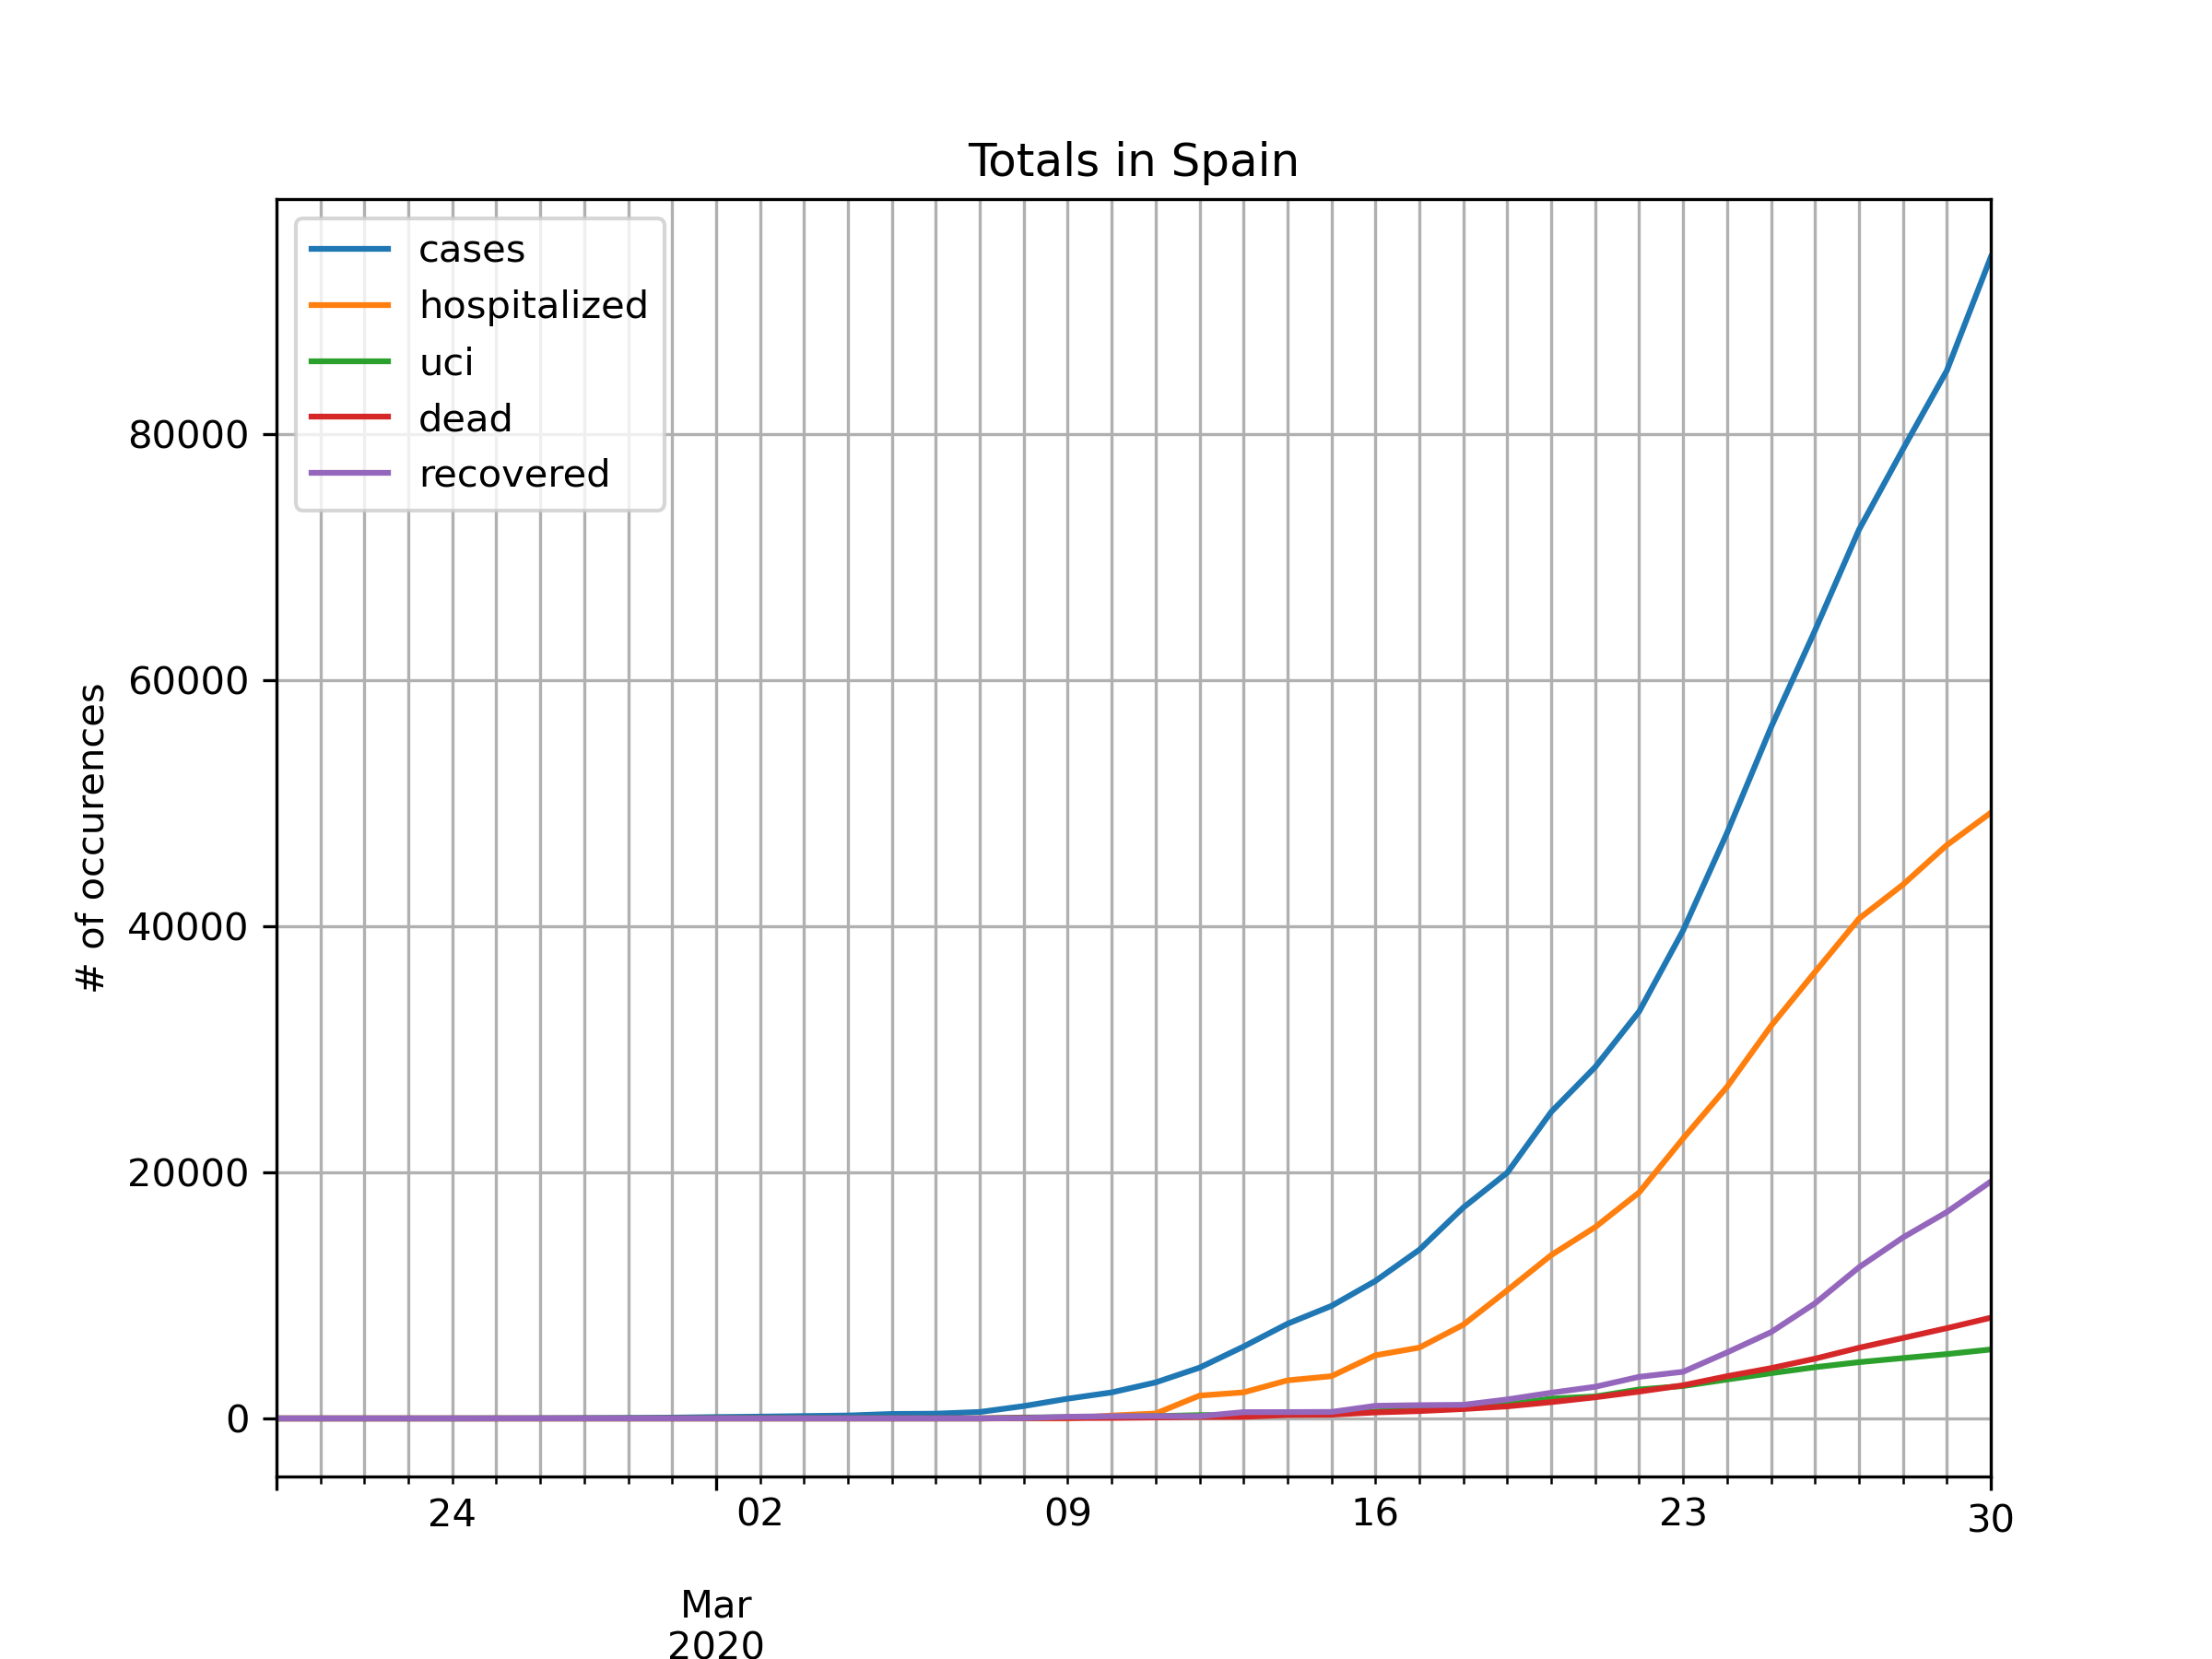 Totals in Spain
cases
hospitalized
uci
dead
recovered
# of occurences
80000
60000
40000
20000
0
24
02
09
16
23
30
Mar
2020